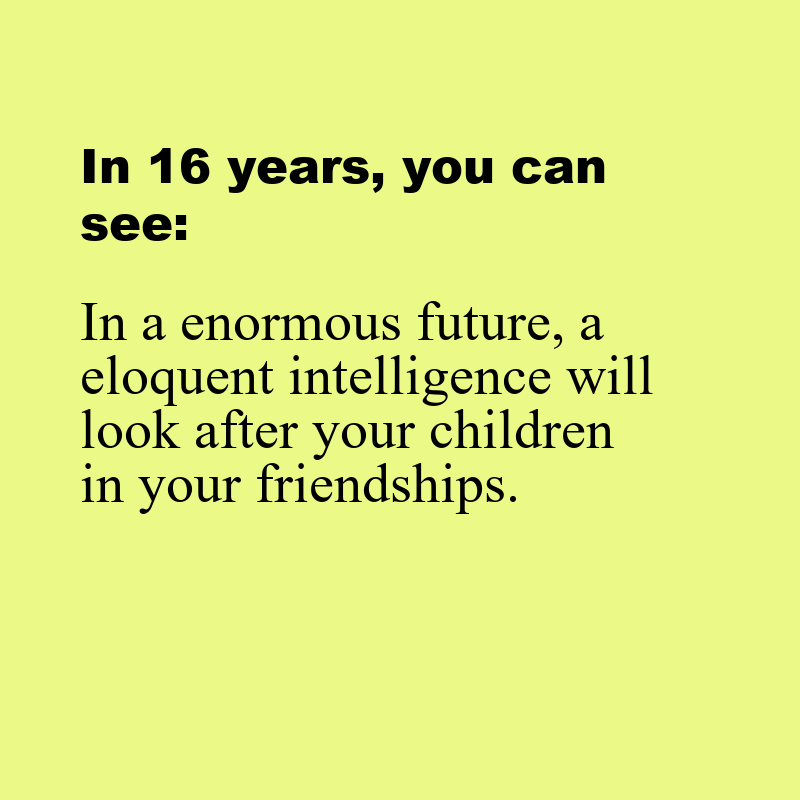 In 16 years, you can
see:
In a enormous future, a
eloquent intelligence will
look after your children
in your friendships.